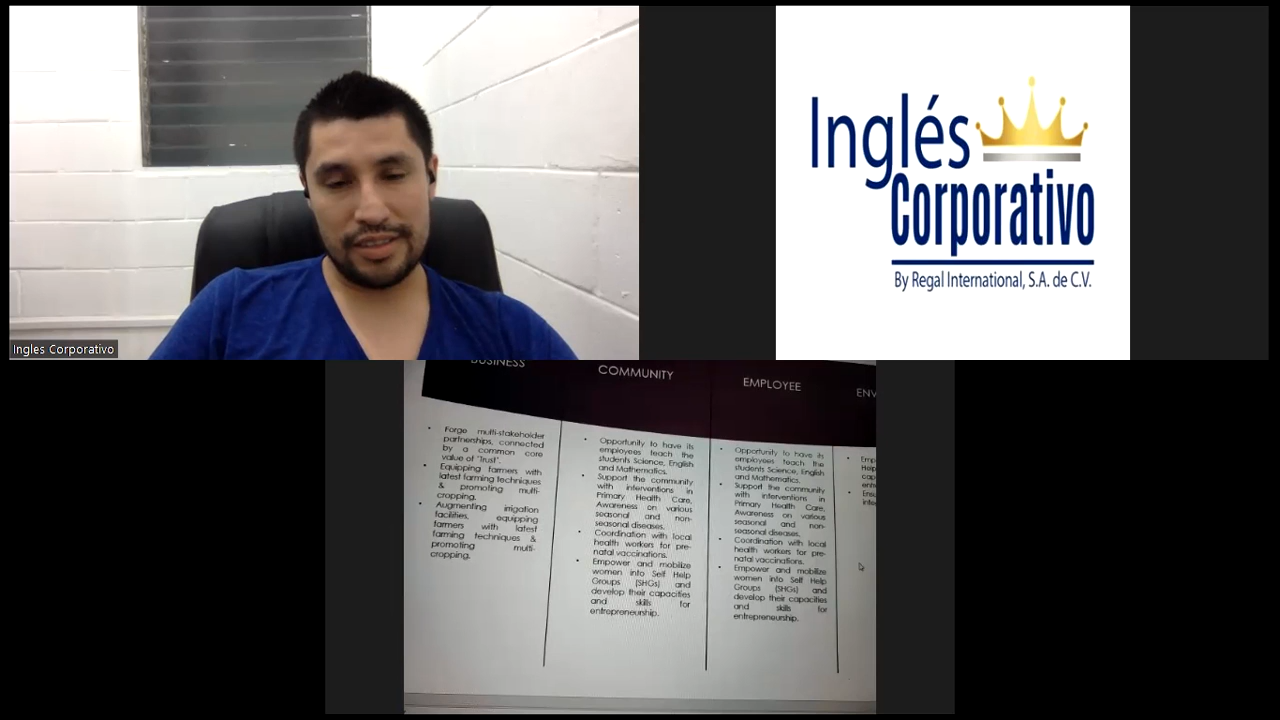 Ingles Corporativo
Inglés
Corporativo
By Regal International, S.A. de C.V.
BUSINESS
COMMUNITY
EMPLOYEE
ENV
• Forge multi-stakeholder
partnerships, connected
by a common core
value of "Trust".
• Equipping farmers with
latest farming techniques
& promoting multi-
cropping.
• Augmenting irrigation
facilities, equipping
farmers with latest
farming techniques &
promoting multi-
cropping.
• Opportunity to have its
employees teach the
students Science, English
and Mathematics.
• Support the community
with interventions in
Primary Health Care,
Awareness on various
seasonal and non-
seasonal diseases.
• Coordination with local
health workers for pre-
natal vaccinations.
• Empower and mobilize
women into Self Help
Groups (SHGs) and
develop their capacities
and skills for
entrepreneurship.
• Opportunity to have its
employees teach the
students Science, English
and Mathematics.
• Support the community
with interventions in
Primary Health Care,
Awareness on various
seasonal and non-
seasonal diseases.
• Coordination with local
health workers for pre-
natal vaccinations.
• Empower and mobilize
women into Self Help
Groups (SHGs) and
develop their capacities
and skills for
entrepreneurship.
• Emp
Help
cap
entr
• Ensu
inte